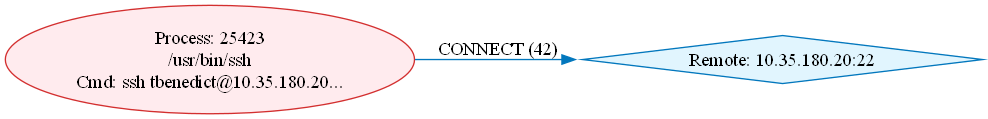 Process: 25423
/usr/bin/ssh
Cmd: ssh tbenedict@10.35.180.20...
CONNECT (42)
Remote: 10.35.180.20:22